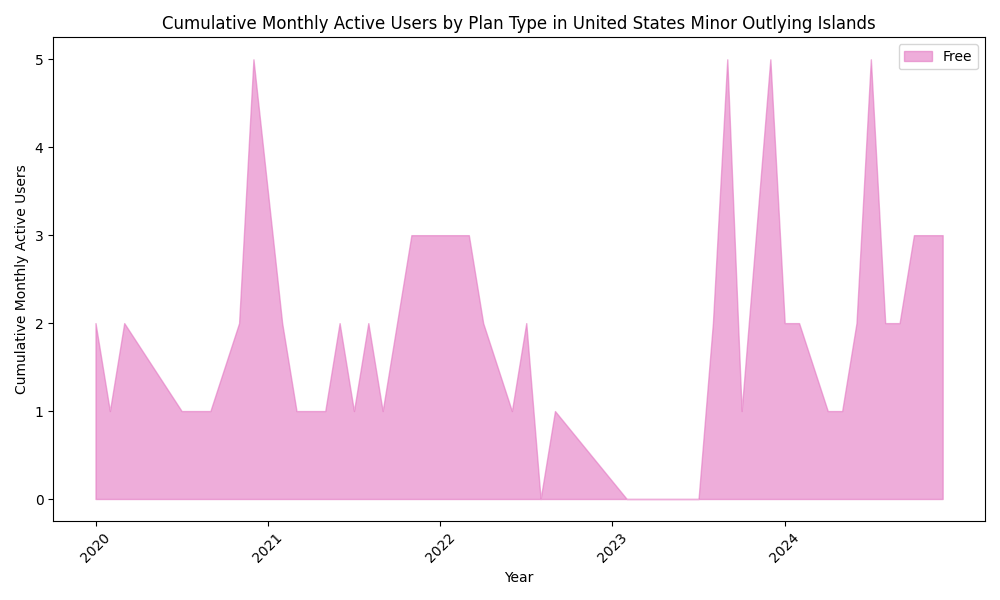 Cumulative Monthly Active Users by Plan Type in United States Minor Outlying Islands
Free
Cumulative Monthly Active Users
5
4
3
2
1
0
2020
2021
2022
2023
2024
Year